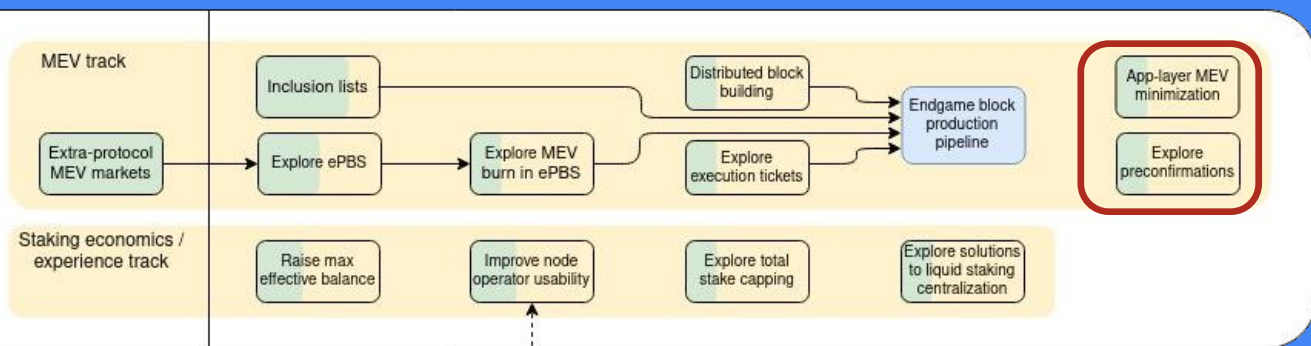 MEV track
Inclusion lists
Distributed block
building
App-layer MEV
minimization
Endgame block
production
pipeline
Extra-protocol
MEV markets
Explore ePBS
Explore MEV
burn in ePBS
Explore
execution tickets
Explore
preconfirmations
Staking economics /
experience track
Raise max
effective balance
Improve node
operator usability
Explore total
stake capping
Explore solutions
to liquid staking
centralization